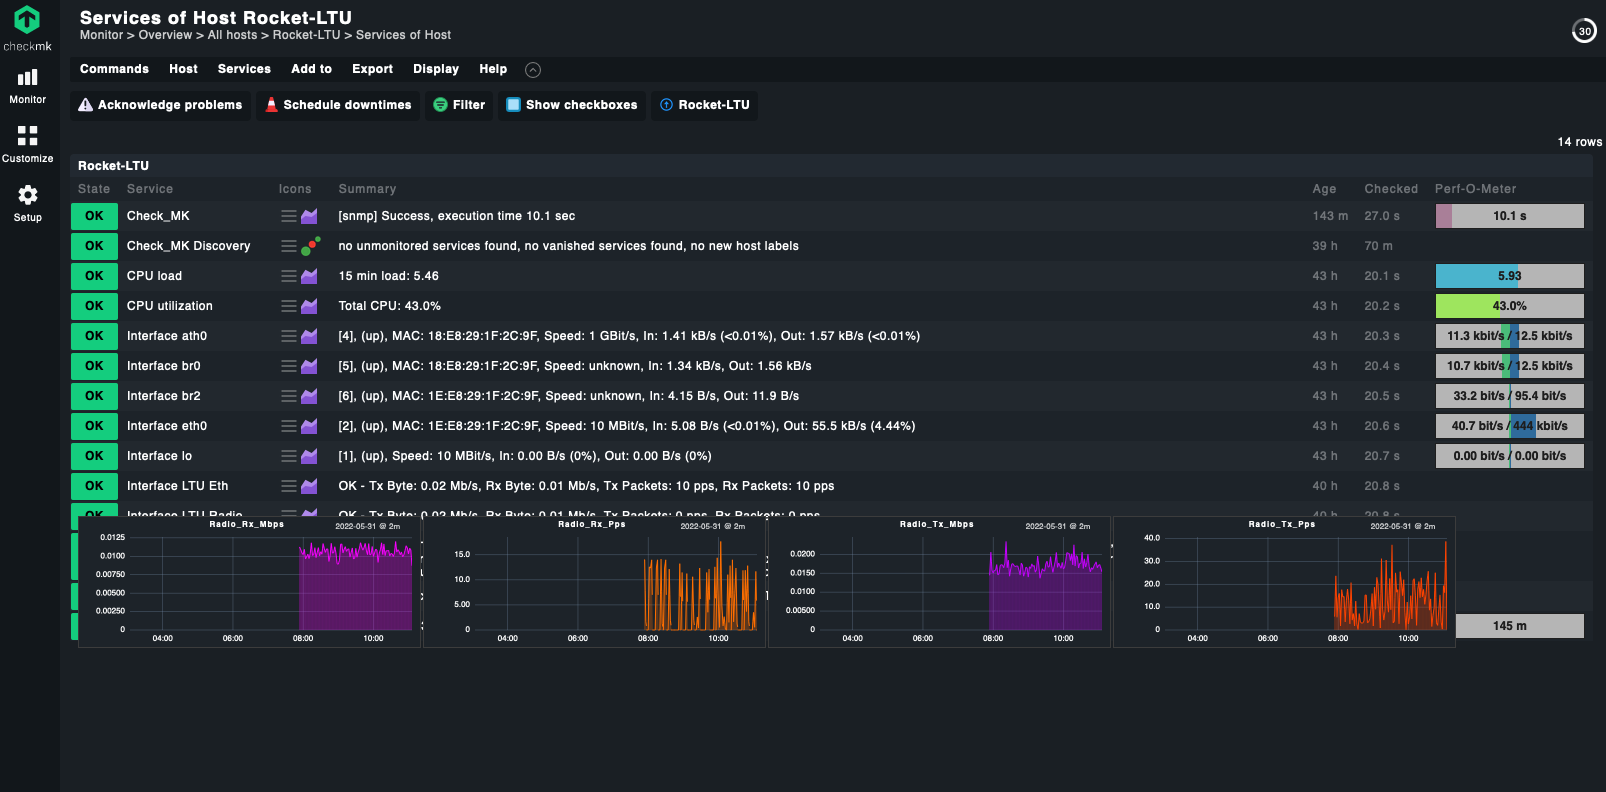 Services of Host Rocket-LTU
Monitor > Overview > All hosts > Rocket-LTU > Services of Host
30
checkmk
Monitor
Customize
Setup
Commands Host Services Add to Export Display Help
Acknowledge problems Schedule downtimes Filter Show checkboxes Rocket-LTU
14 rows
Rocket-LTU
State Service Icons Summary Age Checked Perf-O-Meter
OK Check_MK [snmp] Success, execution time 10.1 sec 143 m 27.0 s 10.1 s
OK Check_MK Discovery no unmonitored services found, no vanished services found, no new host labels 39 h 70 m
OK CPU load 15 min load: 5.46 43 h 20.1 s 5.93
OK CPU utilization Total CPU: 43.0% 43 h 20.2 s 43.0%
OK Interface ath0 [4], (up), MAC: 18:E8:29:1F:2C:9F, Speed: 1 GBit/s, In: 1.41 kB/s (<0.01%), Out: 1.57 kB/s (<0.01%) 43 h 20.3 s 11.3 kbit/s / 12.5 kbit/s
OK Interface br0 [5], (up), MAC: 18:E8:29:1F:2C:9F, Speed: unknown, In: 1.34 kB/s, Out: 1.56 kB/s 43 h 20.4 s 10.7 kbit/s / 12.5 kbit/s
OK Interface br2 [6], (up), MAC: 1E:E8:29:1F:2C:9F, Speed: unknown, In: 4.15 B/s, Out: 11.9 B/s 43 h 20.5 s 33.2 bit/s / 95.4 bit/s
OK Interface eth0 [2], (up), MAC: 1E:E8:29:1F:2C:9F, Speed: 10 MBit/s, In: 5.08 B/s (<0.01%), Out: 55.5 kB/s (4.44%) 43 h 20.6 s 40.7 bit/s / 444 kbit/s
OK Interface lo [1], (up), Speed: 10 MBit/s, In: 0.00 B/s (0%), Out: 0.00 B/s (0%) 43 h 20.7 s 0.00 bit/s / 0.00 bit/s
OK Interface LTU Eth OK - Tx Byte: 0.02 Mb/s, Rx Byte: 0.01 Mb/s, Tx Packets: 10 pps, Rx Packets: 10 pps 40 h 20.8 s
OK Interface LTU Radio OK - Tx Byte: 0.02 Mb/s, Rx Byte: 0.01 Mb/s, Tx Packets: 0 pps, Rx Packets: 0 pps 40 h 20.8 s
Radio_Rx_Mbps 2022-05-31 @ 2m
0.0125
0.0100
0.00750
0.00500
0.00250
0
04:00 06:00 08:00 10:00
Radio_Rx_Pps 2022-05-31 @ 2m
15.0
10.0
5.00
0
04:00 06:00 08:00 10:00
Radio_Tx_Mbps 2022-05-31 @ 2m
0.0200
0.0150
0.0100
0.00500
0
04:00 06:00 08:00 10:00
Radio_Tx_Pps 2022-05-31 @ 2m
40.0
30.0
20.0
10.0
0
04:00 06:00 08:00 10:00
145 m